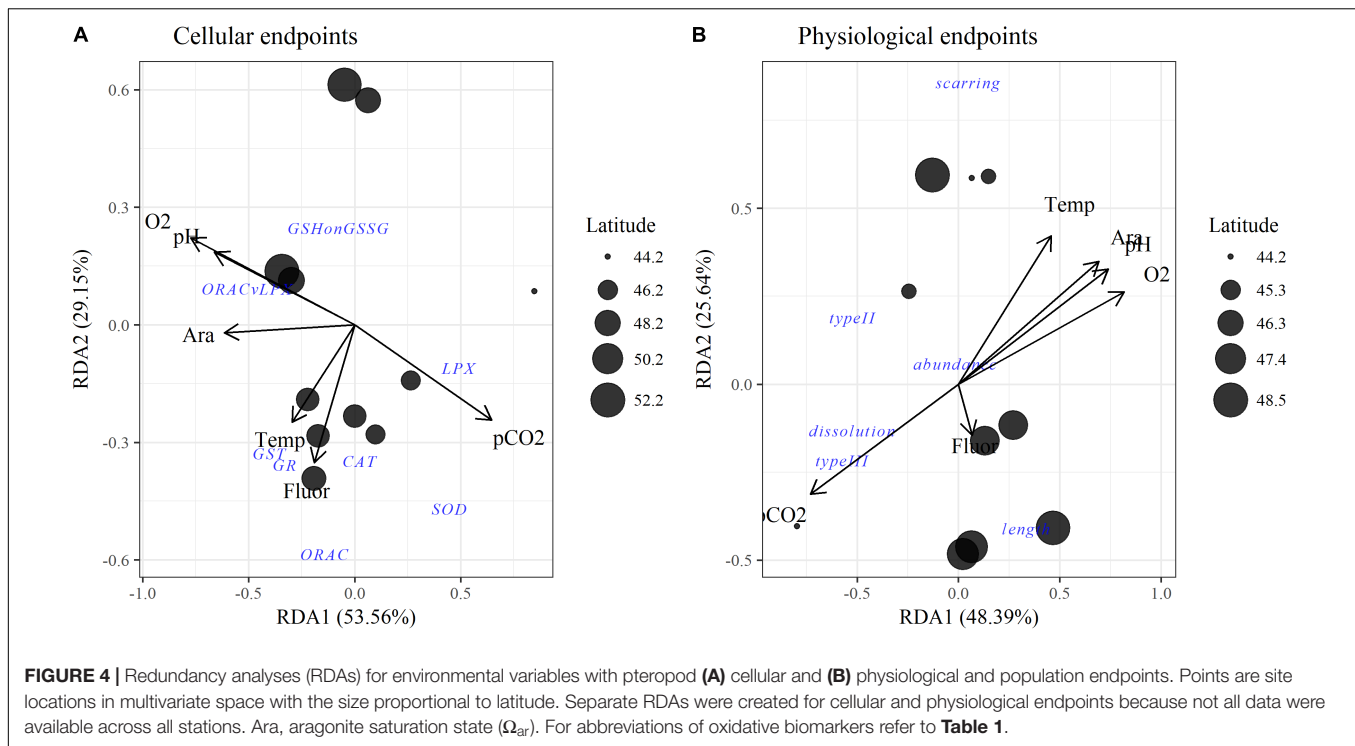 A
Cellular endpoints
0.6
0.3
0.0
-0.3
-0.6
RDA2 (29.15%)
O2
pH
GSHonGSSG
ORACvLPX
Ara
LPX
pCO2
Temp
GST
GR
CAT
Fluor
SOD
ORAC
-1.0
-0.5
0.0
0.5
RDA1 (53.56%)
Latitude
44.2
46.2
48.2
50.2
52.2
B
Physiological endpoints
0.5
0.0
-0.5
RDA2 (25.64%)
scarring
Temp
Ara
pH
O2
typeII
abundance
dissolution
Fluor
typeIII
pCO2
length
-0.5
0.0
0.5
1.0
RDA1 (48.39%)
Latitude
44.2
45.3
46.3
47.4
48.5
FIGURE 4 | Redundancy analyses (RDAs) for environmental variables with pteropod (A) cellular and (B) physiological and population endpoints. Points are site
locations in multivariate space with the size proportional to latitude. Separate RDAs were created for cellular and physiological endpoints because not all data were
available across all stations. Ara, aragonite saturation state (Ωar). For abbreviations of oxidative biomarkers refer to Table 1.